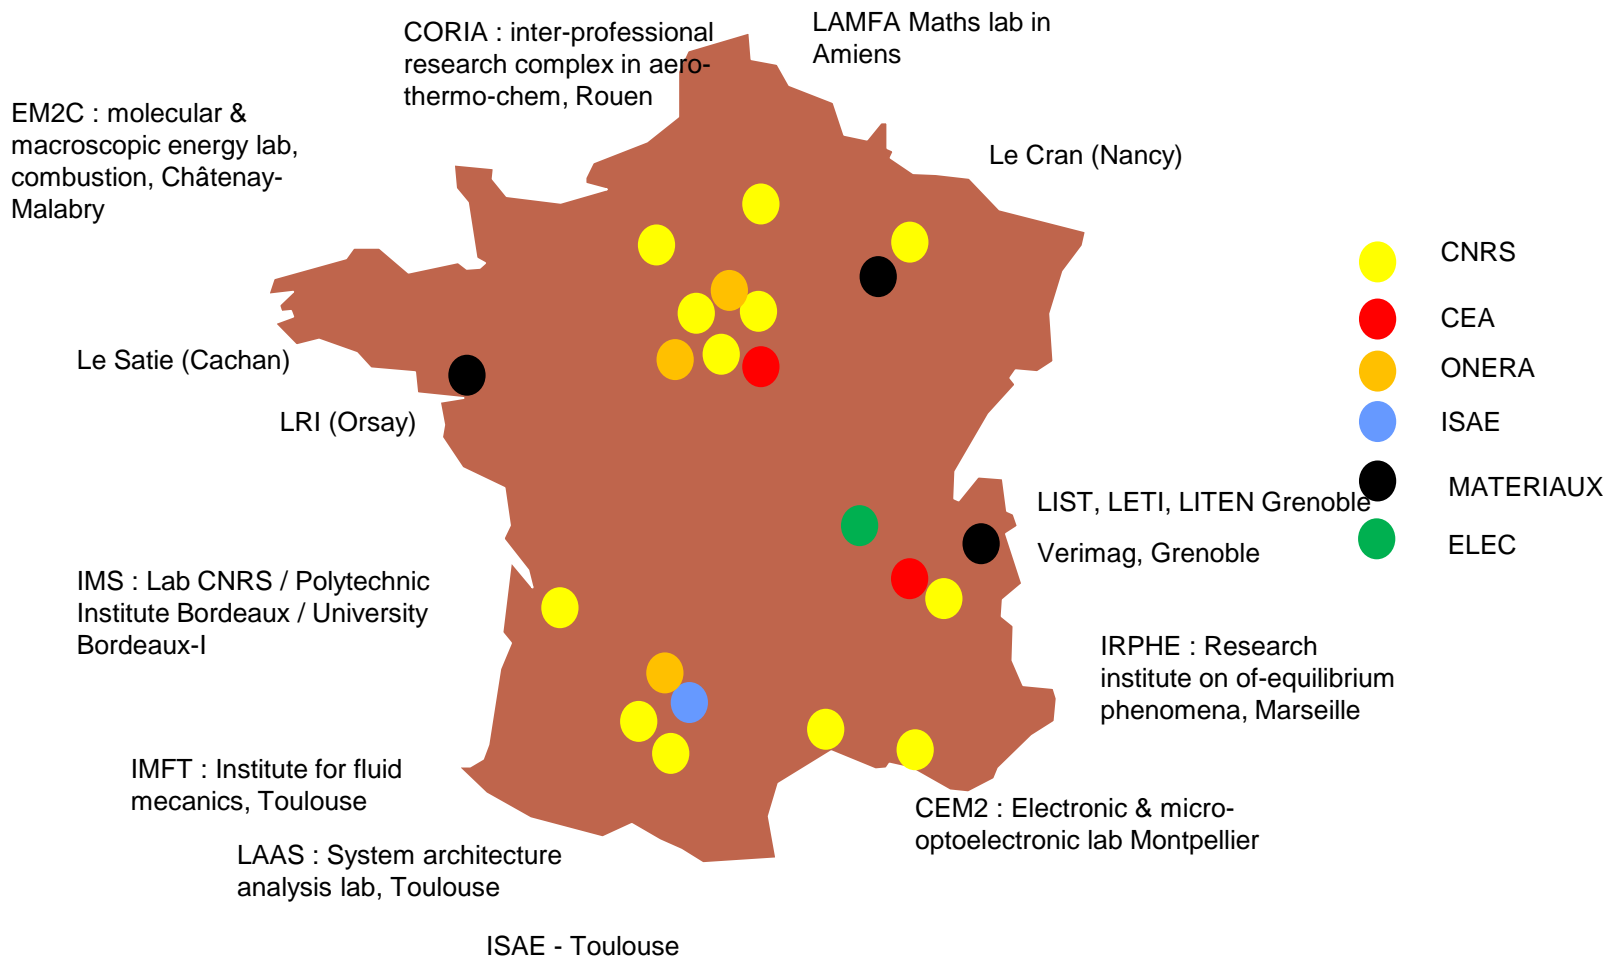 CORIA : inter-professional
research complex in aero-
thermo-chem, Rouen
LAMFA Maths lab in
Amiens
EM2C : molecular &
macroscopic energy lab,
combustion, Châtenay-
Malabry
Le Cran (Nancy)
CNRS
CEA
ONERA
ISAE
MATERIAUX
ELEC
Le Satie (Cachan)
LRI (Orsay)
LIST, LETI, LITEN Grenoble
Verimag, Grenoble
IMS : Lab CNRS / Polytechnic
Institute Bordeaux / University
Bordeaux-I
IRPHE : Research
institute on of-equilibrium
phenomena, Marseille
IMFT : Institute for fluid
mecanics, Toulouse
CEM2 : Electronic & micro-
optoelectronic lab Montpellier
LAAS : System architecture
analysis lab, Toulouse
ISAE - Toulouse